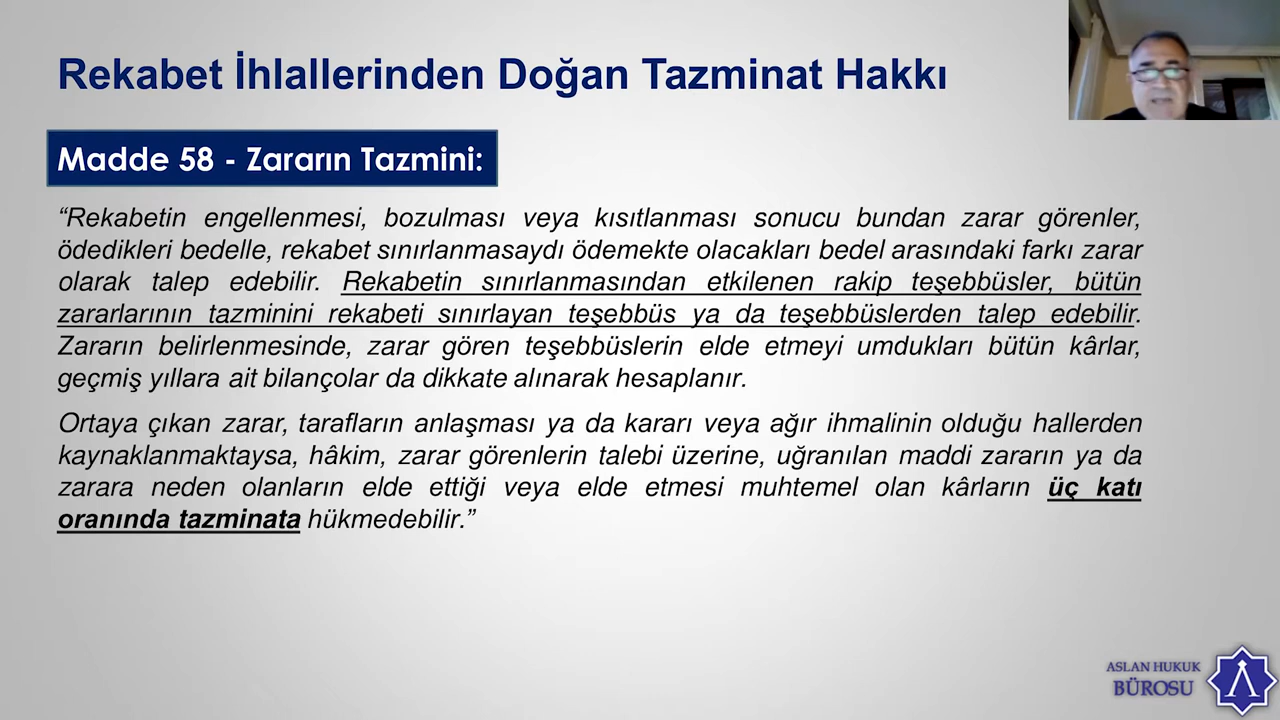 Rekabet İhlallerinden Doğan Tazminat Hakkı
Madde 58 - Zararın Tazmini:
“Rekabetin engellenmesi, bozulması veya kısıtlanması sonucu bundan zarar görenler,
ödedikleri bedelle, rekabet sınırlanmasaydı ödemekte olacakları bedel arasındaki farkı zarar
olarak talep edebilir. Rekabetin sınırlanmasından etkilenen rakip teşebbüsler, bütün
zararlarının tazminini rekabeti sınırlayan teşebbüs ya da teşebbüslerden talep edebilir.
Zararın belirlenmesinde, zarar gören teşebbüslerin elde etmeyi umdukları bütün kârlar,
geçmiş yıllara ait bilançolar da dikkate alınarak hesaplanır.
Ortaya çıkan zarar, tarafların anlaşması ya da kararı veya ağır ihmalinin olduğu hallerden
kaynaklanmaktaysa, hâkim, zarar görenlerin talebi üzerine, uğranılan maddi zararın ya da
zarara neden olanların elde ettiği veya elde etmesi muhtemel olan kârların üç katı
oranında tazminata hükmedebilir.”
ASLAN HUKUK
BÜROSU